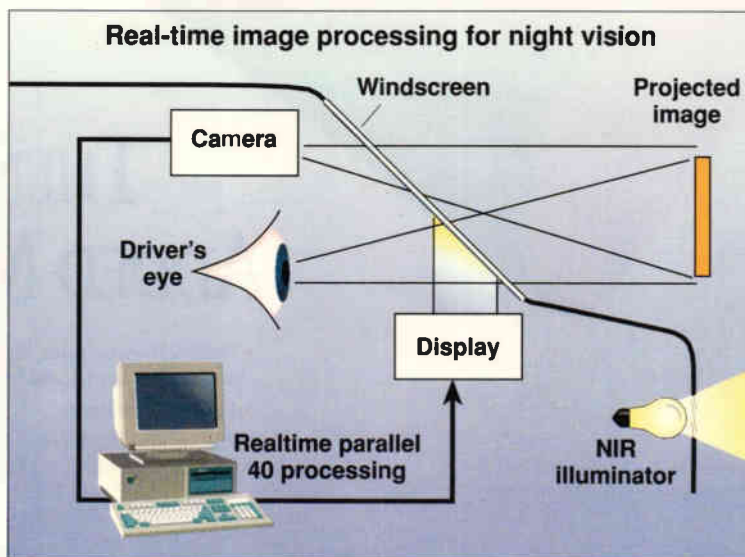 Real-time image processing for night vision
Windscreen
Projected
image
Camera
Driver's
eye
Display
Realtime parallel
40 processing
NIR
illuminator